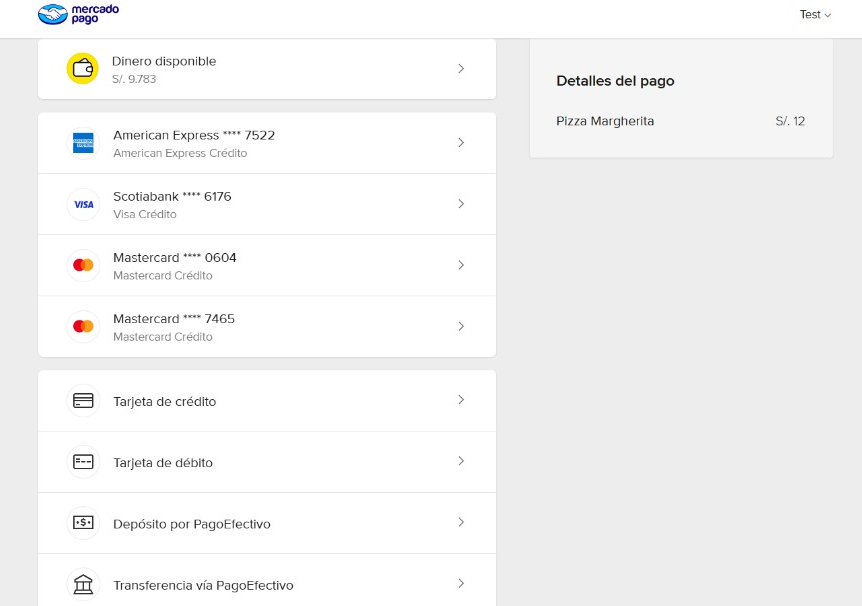 mercado
pago
Test
Dinero disponible
S/. 9.783
American Express **** 7522
American Express Crédito
Scotiabank **** 6176
Visa Crédito
VISA
Mastercard **** 0604
Mastercard Crédito
Mastercard **** 7465
Mastercard Crédito
Tarjeta de crédito
Tarjeta de débito
Depósito por PagoEfectivo
Transferencia vía PagoEfectivo
Detalles del pago
Pizza Margherita S/. 12